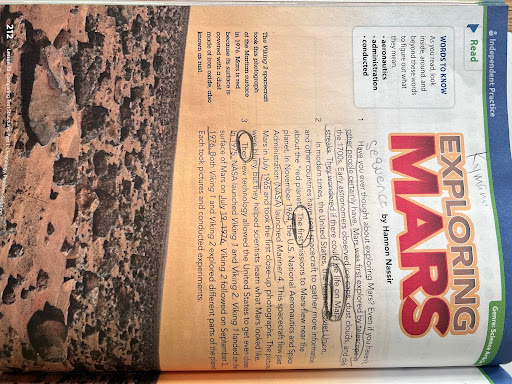 Independent Practice
Genre: Science Article
Read
EXPLORING
MARS
WORDS TO KNOW
As you read, look
inside, around, and
beyond these words
to figure out what
they mean.
• aeronautics
• administration
• conducted
sequence
by Hannon Nassir
1 Have you ever thought about exploring Mars? Even if you haven't,
other people certainly have. Mars was first explored by telescope in
the 1700s. Early astronomers observed ice caps, dust clouds, and
streaks. They wondered if there could be life on Mars.
2 In modern times, the United States, the former Soviet Union,
and other countries have sent spacecraft to gather more information
about the "red planet." The first missions to Mars flew near the
planet. In November 1964, the U.S. National Aeronautics and Space
Administration (NASA) launched Mariner 4. This spacecraft flew past
Mars in July 1965 and took the first close-up photographs. The pictures
were blurry, but they helped scientists learn what Mars looked like.
3 Then new technology allowed the United States to get even closer.
In 1975, NASA launched Viking 1 and Viking 2. Viking 1 landed on the
surface of Mars on July 19, 1976. Viking 2 followed on September 3,
1976. Both Viking 1 and Viking 2 explored different parts of the planet.
Each took pictures and conducted experiments.
The Viking 2 spacecraft
took this photograph
of the Martian surface
in 1976. Mars is red
because its surface is
covered with a dust
made of iron oxide, also
known as rust.
212 Lesson 13 Comparing Text Structures, Part 1: Chronology, Problem-Solution